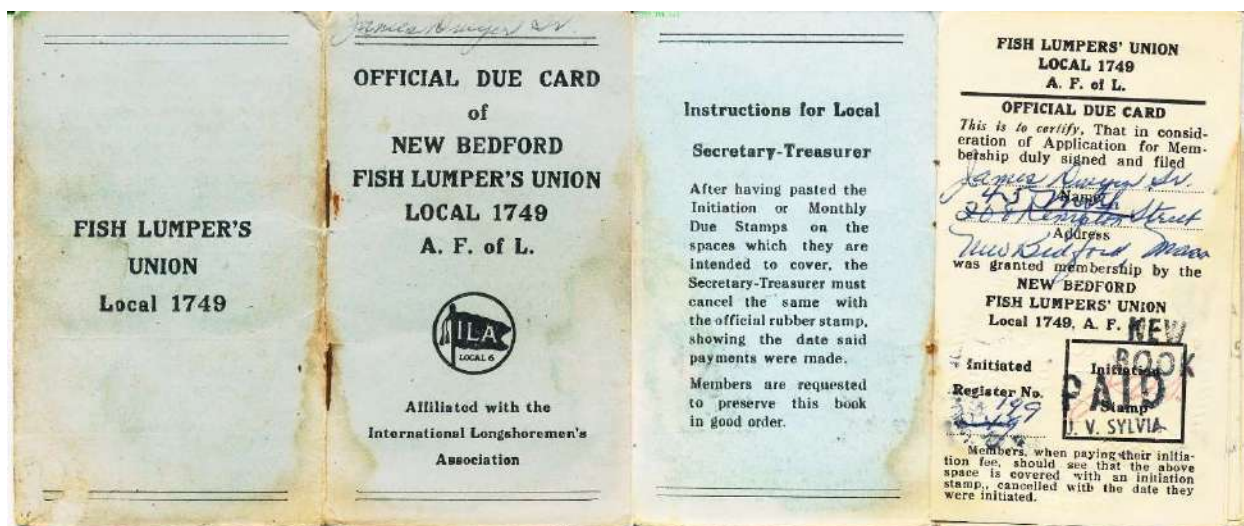 FISH LUMPER'S
UNION
Local 1749
James Dwyer Sr.
OFFICIAL DUE CARD
of
NEW BEDFORD
FISH LUMPER'S UNION
LOCAL 1749
A. F. of L.
ILA
LOCAL 6
Affiliated with the
International Longshoremen's
Association
Instructions for Local
Secretary-Treasurer
After having pasted the
Initiation or Monthly
Due Stamps on the
spaces which they are
intended to cover, the
Secretary-Treasurer must
cancel the same with
the official rubber stamp,
showing the date said
payments were made.
Members are requested
to preserve this book
in good order.
FISH LUMPERS' UNION
LOCAL 1749
A. F. of L.
OFFICIAL DUE CARD
This is to certify, That in consid-
eration of Application for Mem-
bership duly signed and filed
James Dwyer Sr.
Name
Kempton Street
Address
New Bedford Mass
was granted membership by the
NEW BEDFORD
FISH LUMPERS' UNION
Local 1749, A. F.
NEW
BOOK
Initiated
Initiation
PAID
Register No.
199
Stamp
J. V. SYLVIA
Members, when paying their initia-
tion fee, should see that the above
space is covered with an initiation
stamp,, cancelled with the date they
were initiated.